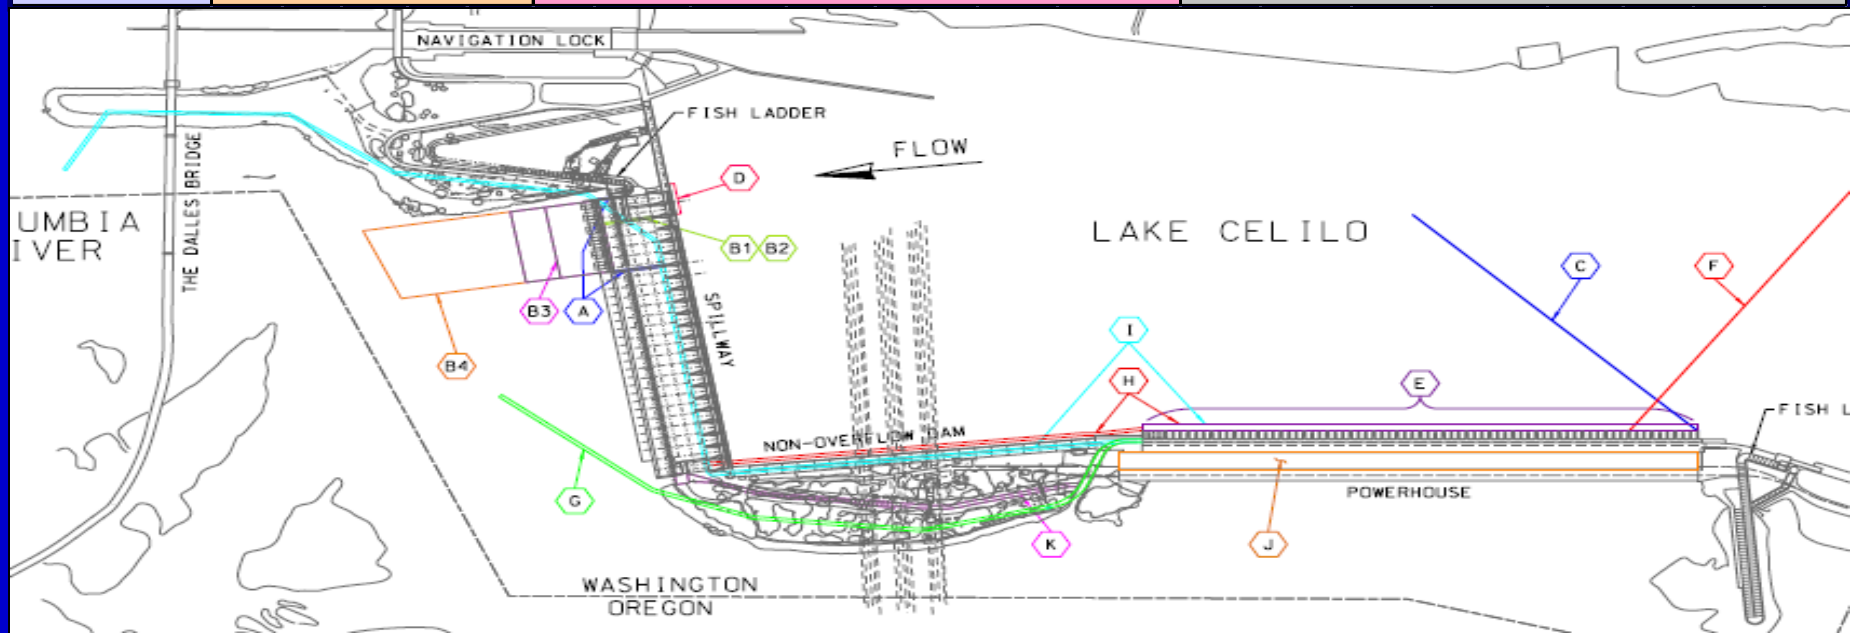 NAVIGATION LOCK
FISH LADDER
FLOW
D
THE DALLES BRIDGE
UMBIA
IVER
LAKE CELILO
B1 B2
C
F
B3
A
SPILLWAY
I
B4
H
E
FISH L
NON-OVERFLOW DAM
G
POWERHOUSE
K
J
WASHINGTON
OREGON